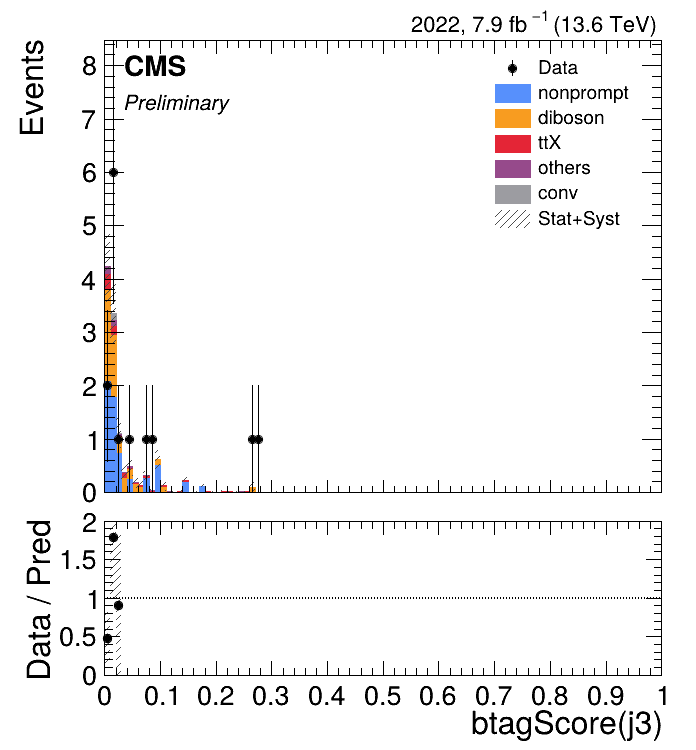 2022, 7.9 fb⁻¹ (13.6 TeV)
CMS
Preliminary
Events
8
7
6
5
4
3
2
1
0
Data
nonprompt
diboson
ttX
others
conv
Stat+Syst
Data / Pred
2
1.5
1
0.5
0
0 0.1 0.2 0.3 0.4 0.5 0.6 0.7 0.8 0.9 1
btagScore(j3)